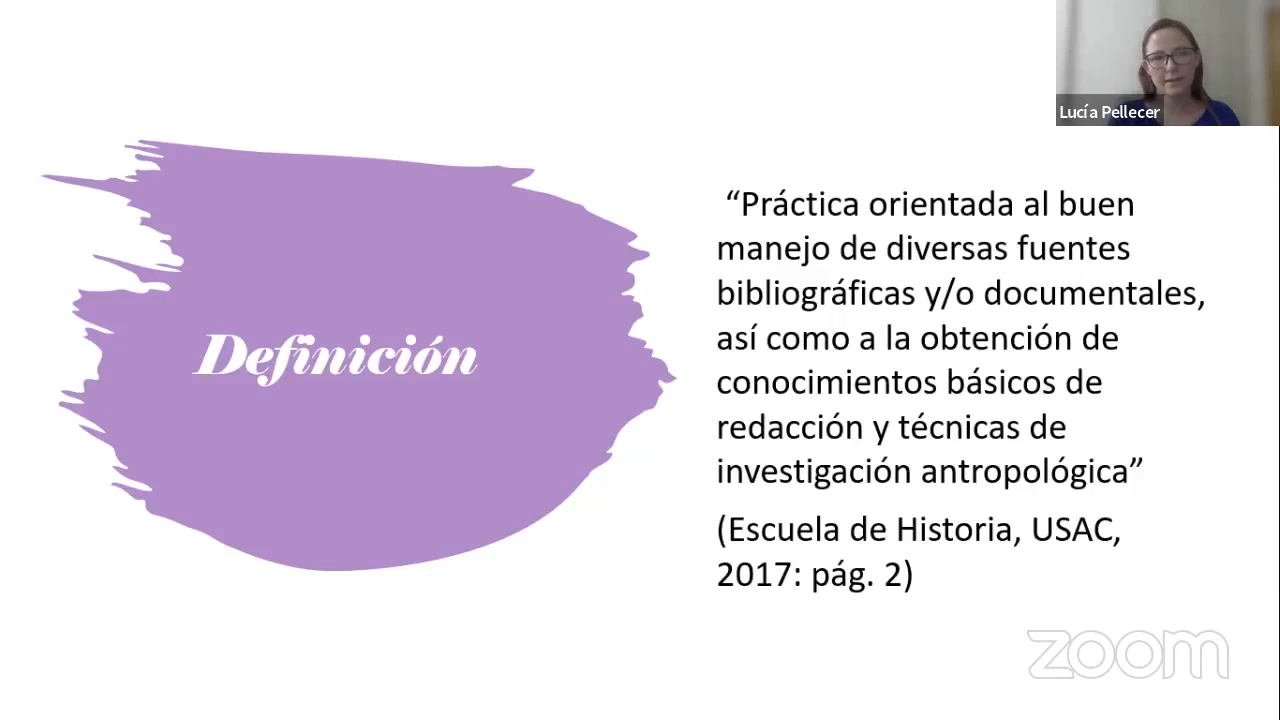 Lucía Pellecer
Definición
“Práctica orientada al buen
manejo de diversas fuentes
bibliográficas y/o documentales,
así como a la obtención de
conocimientos básicos de
redacción y técnicas de
investigación antropológica”
(Escuela de Historia, USAC,
2017: pág. 2)
zoom